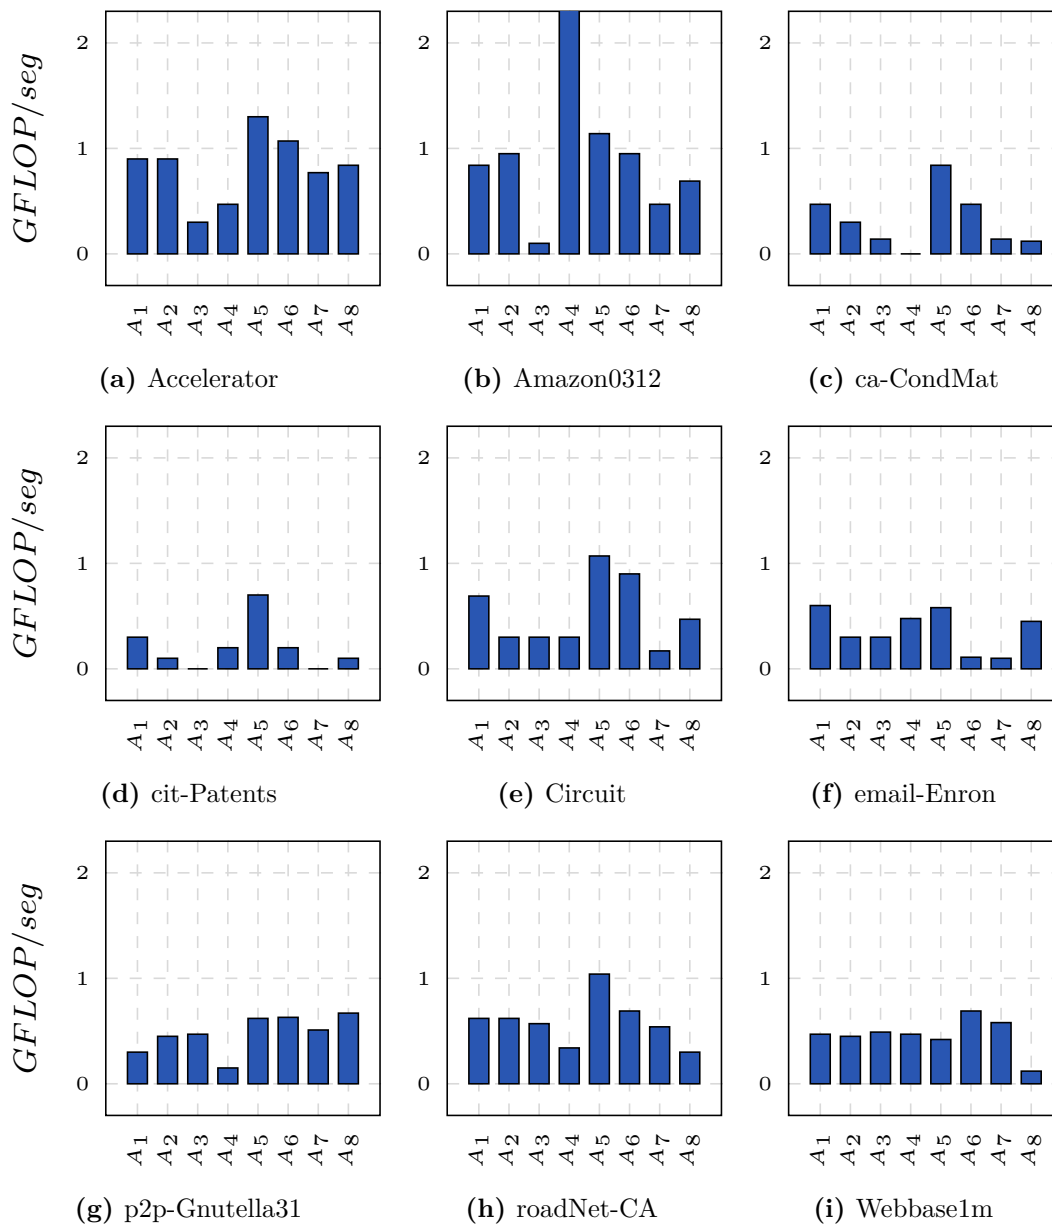 GFLOP/seg
2
1
0
A1 A2 A3 A4 A5 A6 A7 A8
(a) Accelerator
2
1
0
A1 A2 A3 A4 A5 A6 A7 A8
(b) Amazon0312
2
1
0
A1 A2 A3 A4 A5 A6 A7 A8
(c) ca-CondMat
GFLOP/seg
2
1
0
A1 A2 A3 A4 A5 A6 A7 A8
(d) cit-Patents
2
1
0
A1 A2 A3 A4 A5 A6 A7 A8
(e) Circuit
2
1
0
A1 A2 A3 A4 A5 A6 A7 A8
(f) email-Enron
GFLOP/seg
2
1
0
A1 A2 A3 A4 A5 A6 A7 A8
(g) p2p-Gnutella31
2
1
0
A1 A2 A3 A4 A5 A6 A7 A8
(h) roadNet-CA
2
1
0
A1 A2 A3 A4 A5 A6 A7 A8
(i) Webbase1m